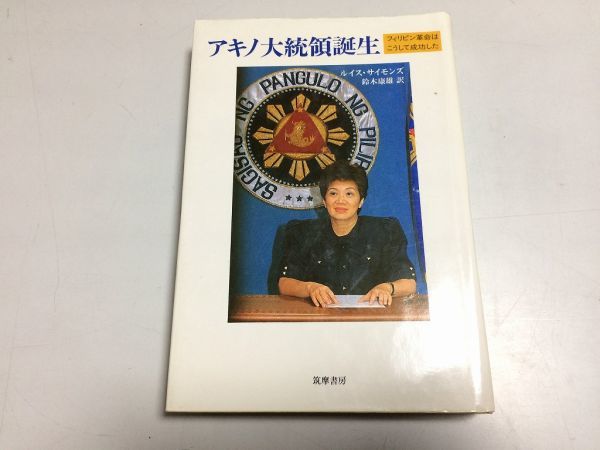 アキノ大統領誕生
フィリピン革命は
こうして成功した
ルイス・サイモンズ
鈴木康雄 訳
SAGISAG NG PANGULO NG PILIP
筑摩書房